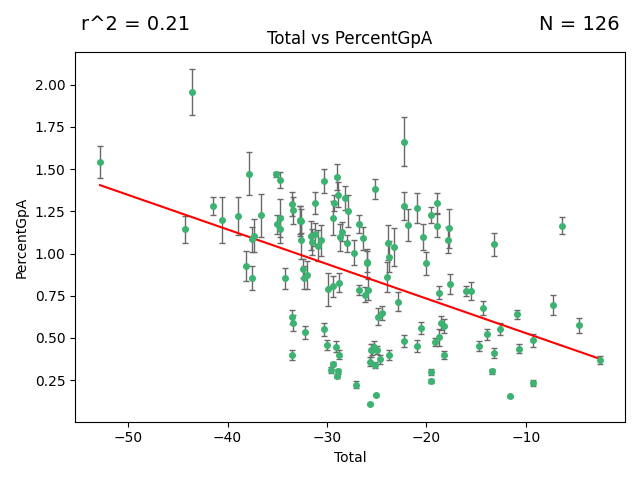 r^2 = 0.21
N = 126
Total vs PercentGpA
PercentGpA
2.00
1.75
1.50
1.25
1.00
0.75
0.50
0.25
−50
−40
−30
−20
−10
Total